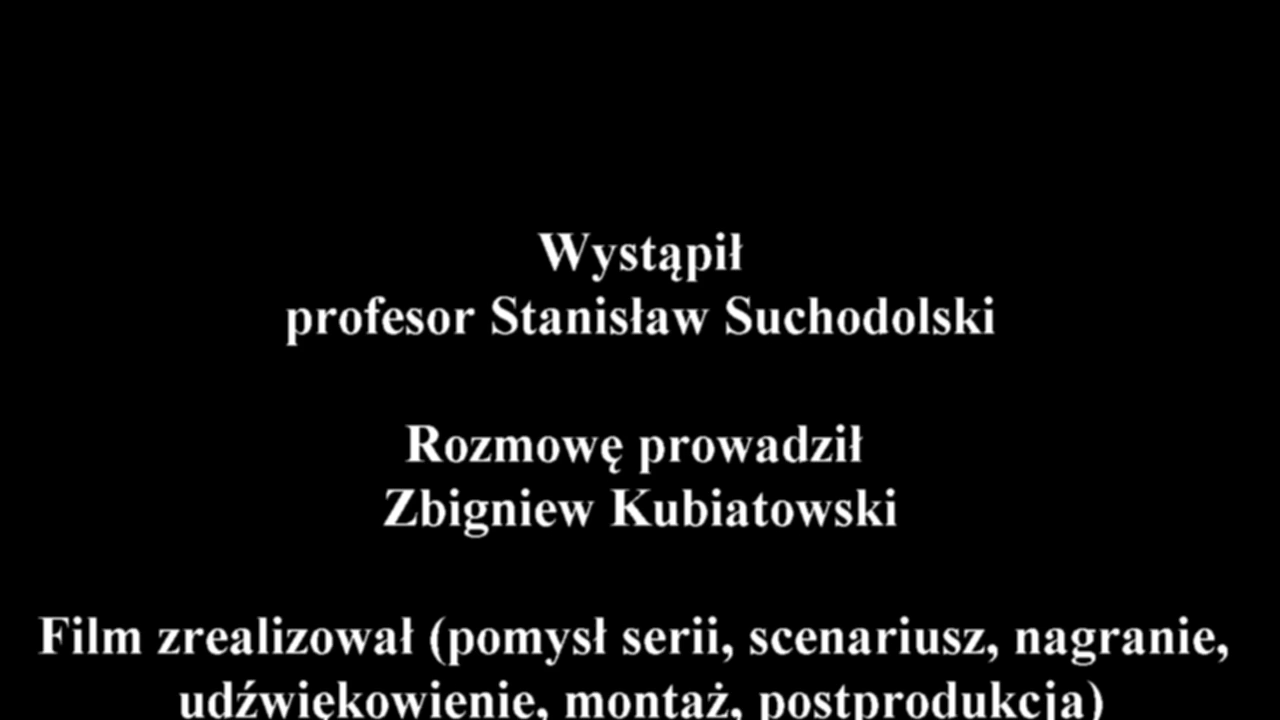 Wystąpił
profesor Stanisław Suchodolski
Rozmowę prowadził
Zbigniew Kubiatowski
Film zrealizował (pomysł serii, scenariusz, nagranie,
udźwiękowienie, montaż, postprodukcja)